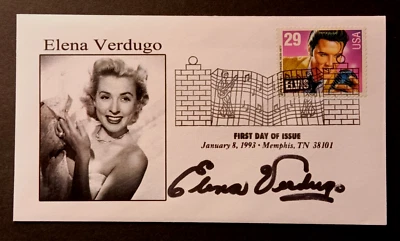 Elena Verdugo
29
USA
ELVIS
FIRST DAY OF ISSUE
January 8, 1993 • Memphis, TN 38101
Elena Verdugo